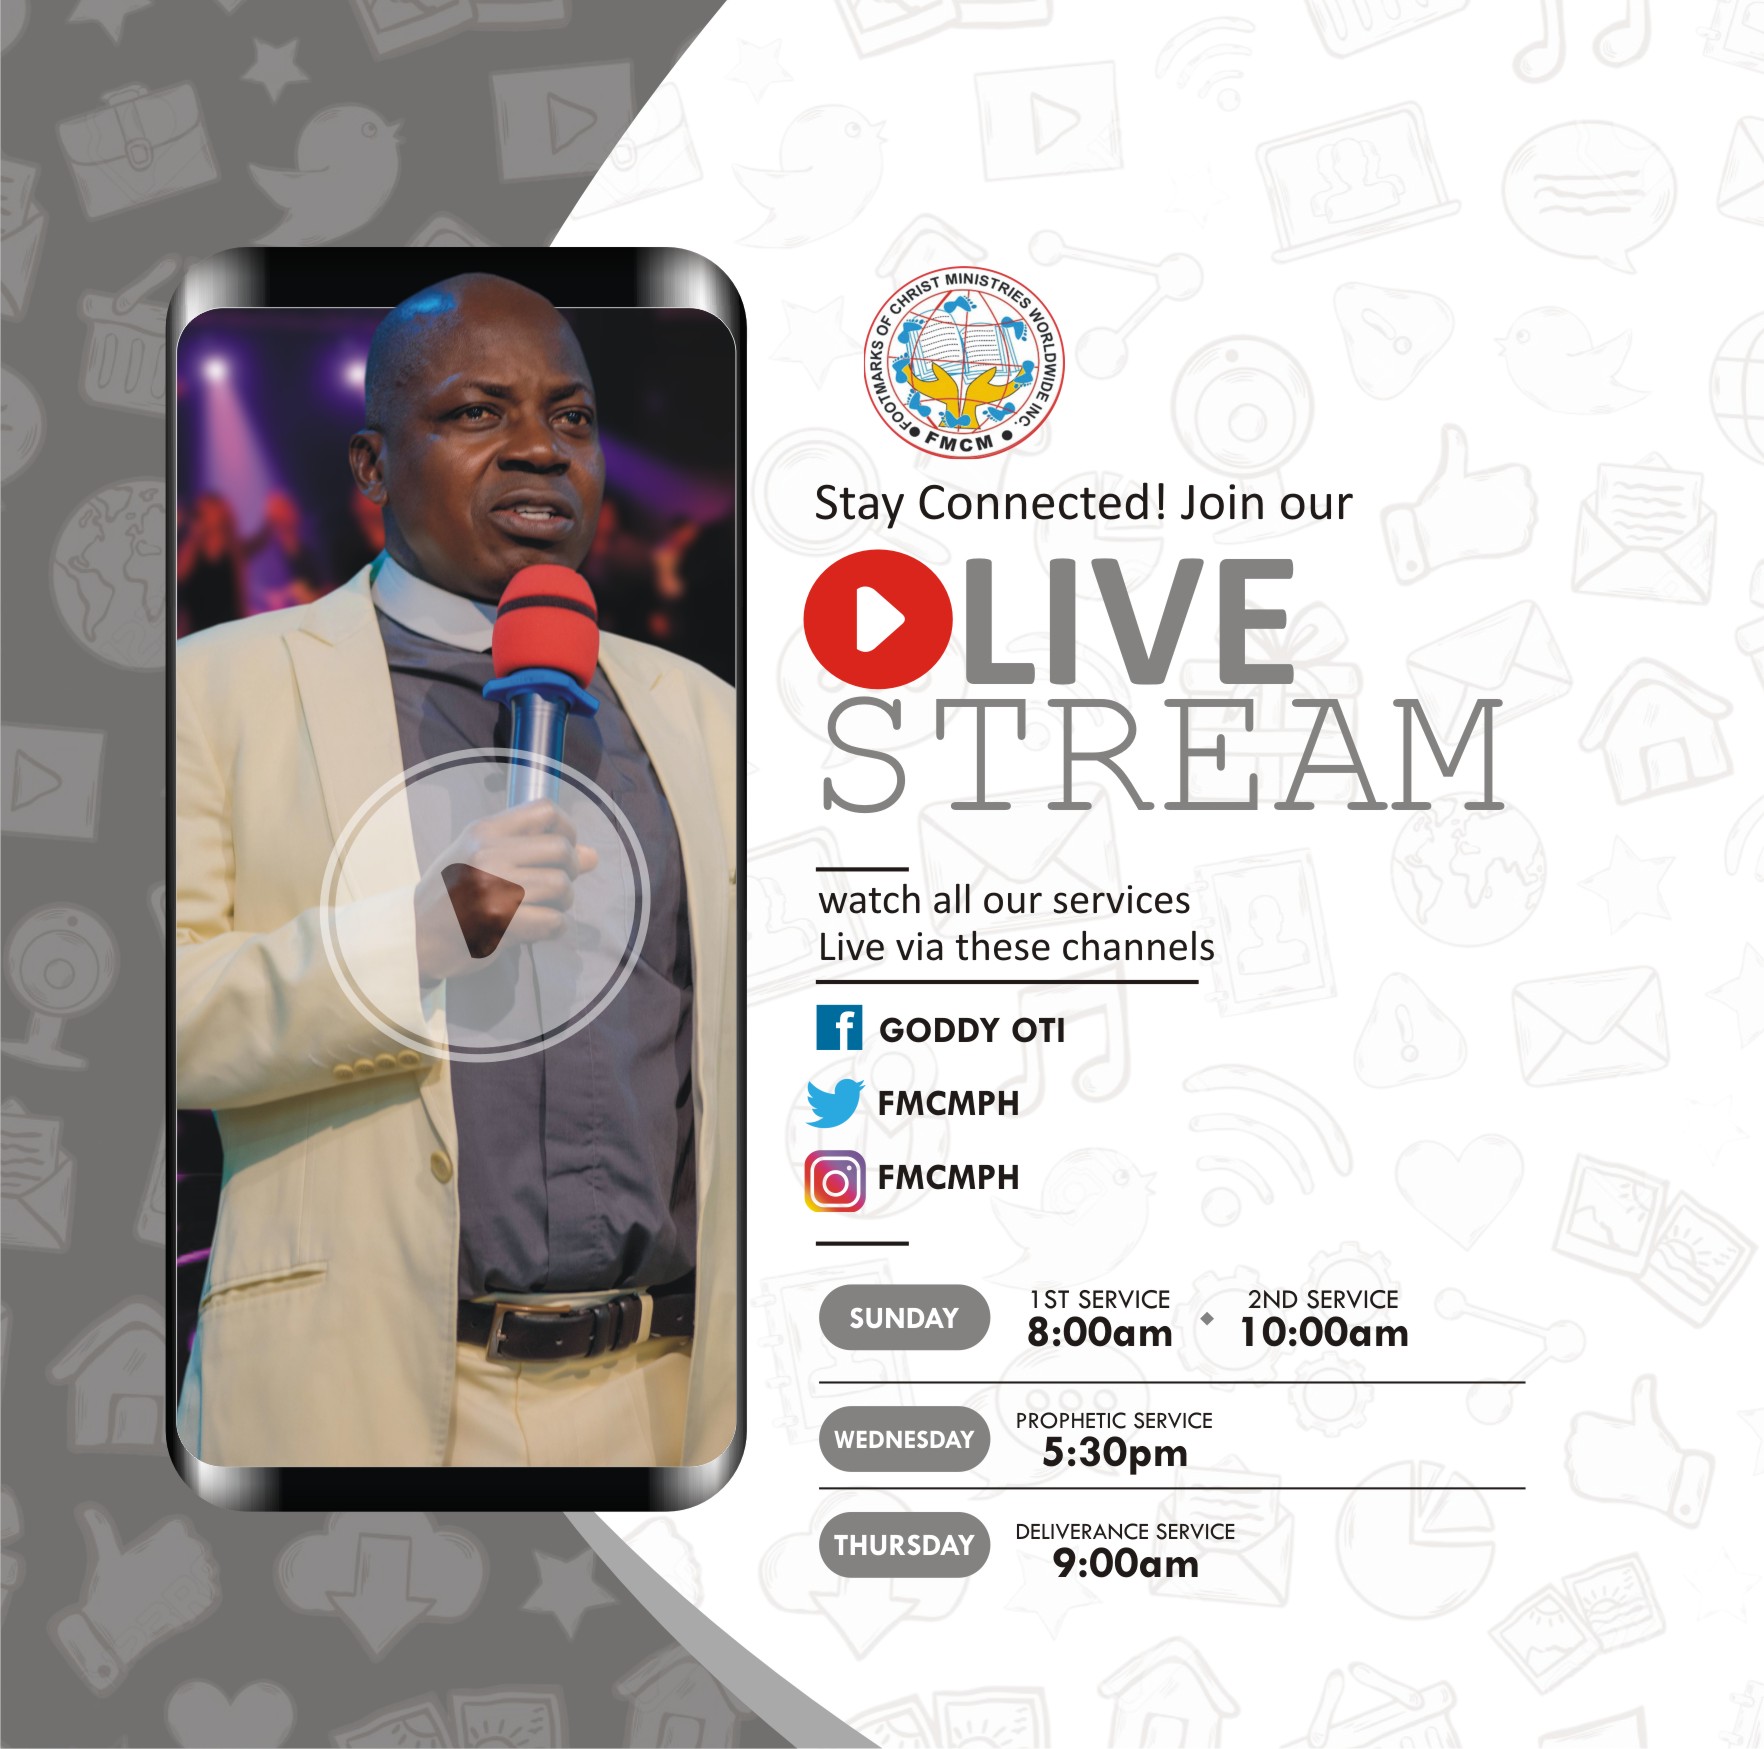 FOOTMARKS OF CHRIST MINISTRIES WORLDWIDE INC.
FMCM
Stay Connected! Join our
LIVE
STREAM
watch all our services
Live via these channels
f GODDY OTI
FMCMPH
FMCMPH
SUNDAY
1ST SERVICE
8:00am
2ND SERVICE
10:00am
WEDNESDAY
PROPHETIC SERVICE
5:30pm
THURSDAY
DELIVERANCE SERVICE
9:00am